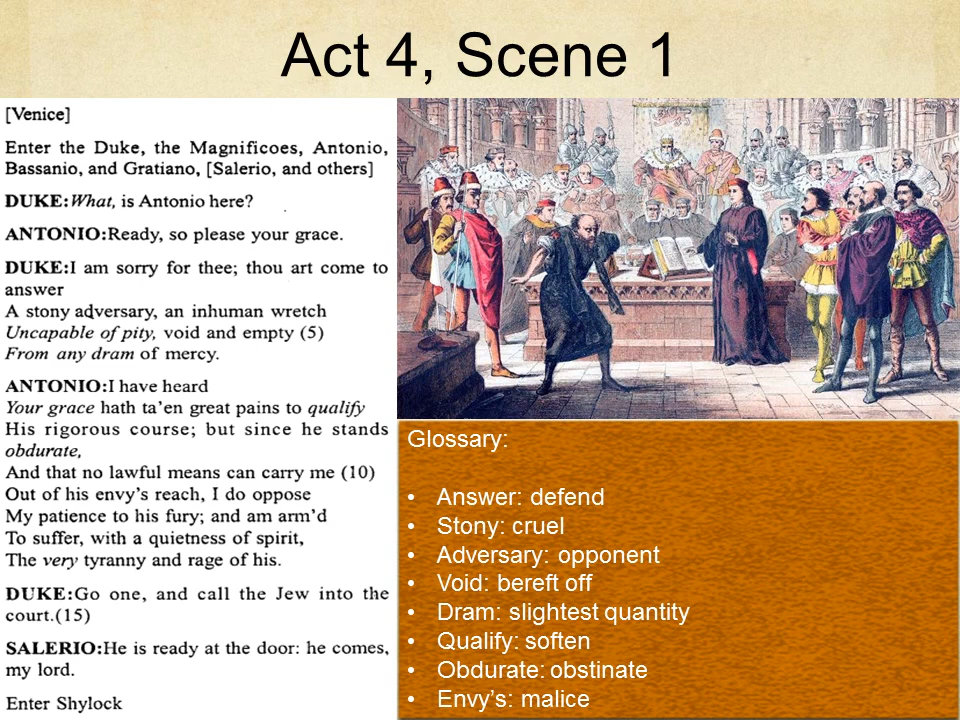 Act 4, Scene 1
[Venice]
Enter the Duke, the Magnificoes, Antonio,
Bassanio, and Gratiano, [Salerio, and others]
DUKE:What, is Antonio here?
ANTONIO:Ready, so please your grace.
DUKE:I am sorry for thee; thou art come to
answer
A stony adversary, an inhuman wretch
Uncapable of pity, void and empty (5)
From any dram of mercy.
ANTONIO:I have heard
Your grace hath ta'en great pains to qualify
His rigorous course; but since he stands
obdurate,
And that no lawful means can carry me (10)
Out of his envy's reach, I do oppose
My patience to his fury; and am arm'd
To suffer, with a quietness of spirit,
The very tyranny and rage of his.
DUKE:Go one, and call the Jew into the
court.(15)
SALERIO:He is ready at the door: he comes,
my lord.
Enter Shylock
Glossary:
• Answer: defend
• Stony: cruel
• Adversary: opponent
• Void: bereft off
• Dram: slightest quantity
• Qualify: soften
• Obdurate: obstinate
• Envy's: malice